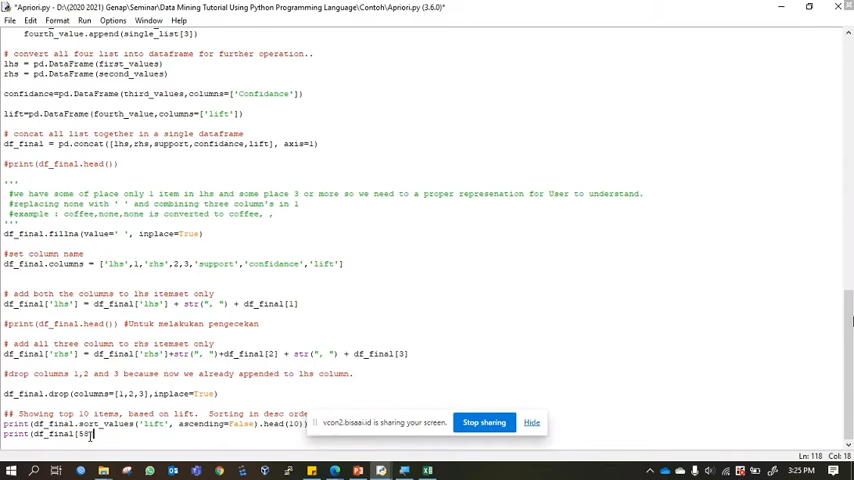 *Apriori.py - D:\(2020 2021) Genap\Seminar\Data Mining Tutorial Using Python Programming Language\Contoh\Apriori.py (3.6.0)*
File Edit Format Run Options Window Help
fourth_value.append(single_list[3])
# convert all four list into dataframe for further operation..
lhs = pd.DataFrame(first_values)
rhs = pd.DataFrame(second_values)
confidance=pd.DataFrame(third_values,columns=['Confidance'])
lift=pd.DataFrame(fourth_value,columns=['lift'])
# concat all list together in a single dataframe
df_final = pd.concat([lhs,rhs,support,confidance,lift], axis=1)
#print(df_final.head())
'''
#we have some of place only 1 item in lhs and some place 3 or more so we need to a proper represenation for User to understand.
#replacing none with ' ' and combining three column's in 1
#example : coffee,none,none is converted to coffee, ,
'''
df_final.fillna(value=' ', inplace=True)
#set column name
df_final.columns = ['lhs',1,'rhs',2,3,'support','confidance','lift']
# add both the columns to lhs itemset only
df_final['lhs'] = df_final['lhs'] + str(", ") + df_final[1]
#print(df_final.head()) #Untuk melakukan pengecekan
# add all three column to rhs itemset only
df_final['rhs'] = df_final['rhs']+str(", ")+df_final[2] + str(", ") + df_final[3]
#drop columns 1,2 and 3 because now we already appended to lhs column.
df_final.drop(columns=[1,2,3],inplace=True)
## Showing top 10 items, based on lift.  Sorting in desc orde
print(df_final.sort_values('lift', ascending=False).head(10))
print(df_final[58
vcon2.bisaai.id is sharing your screen.
Stop sharing
Hide
Ln: 118 Col: 18
3:25 PM